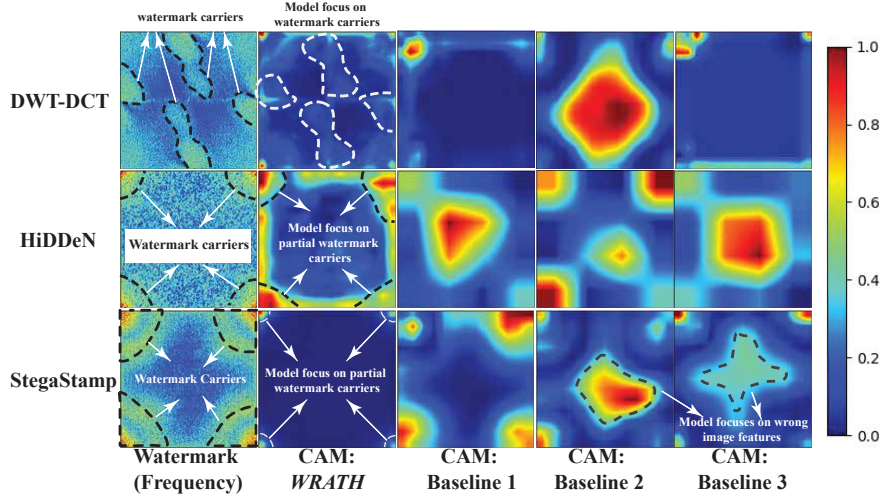 watermark carriers
Model focus on
watermark carriers
DWT-DCT
HiDDeN
Watermark carriers
Model focus on
partial watermark
carriers
StegaStamp
Watermark Carriers
Model focus on partial
watermark carriers
Model focuses on wrong
image features
Watermark
(Frequency)
CAM:
WRATH
CAM:
Baseline 1
CAM:
Baseline 2
CAM:
Baseline 3
1.0
0.8
0.6
0.4
0.2
0.0